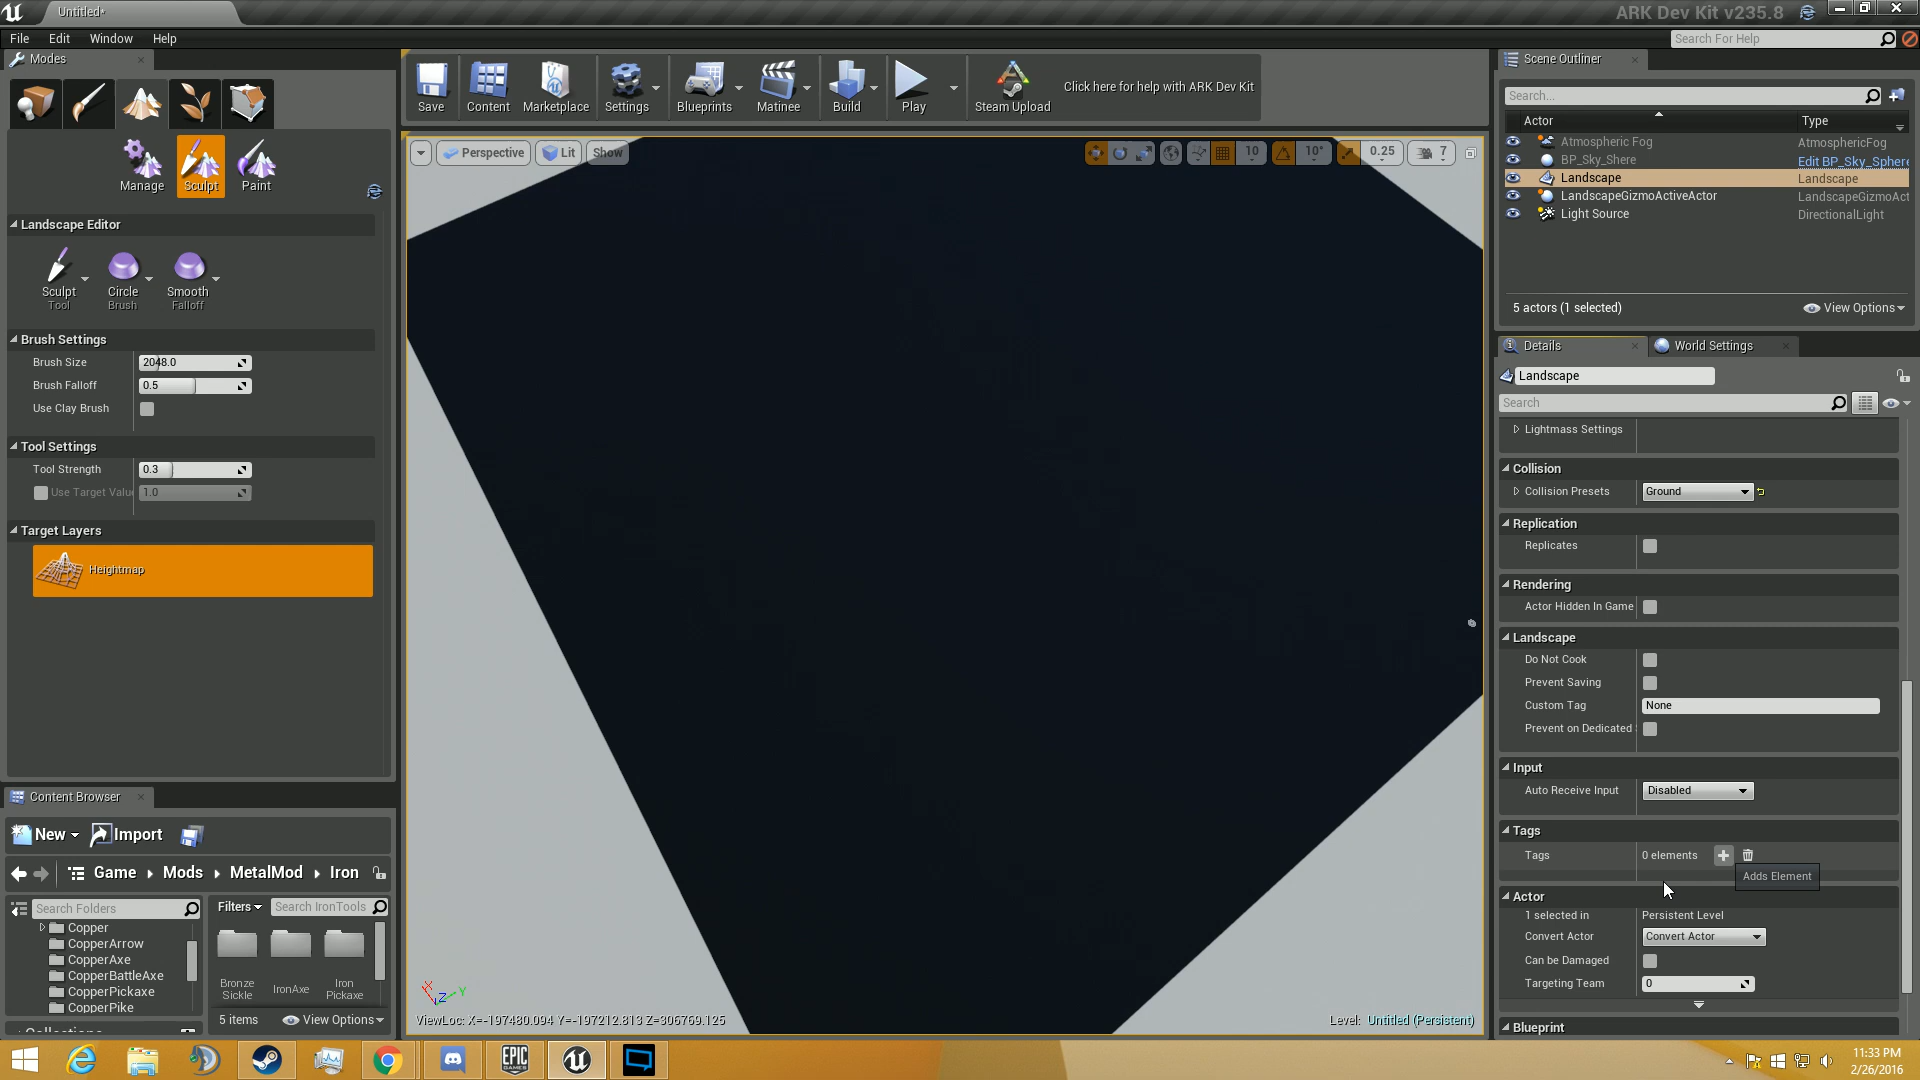 Untitled*
ARK Dev Kit v235.8
File Edit Window Help
Search For Help
Modes
Manage Sculpt Paint
Landscape Editor
Sculpt Circle Smooth
Tool Brush Falloff
Brush Settings
Brush Size 2048.0
Brush Falloff 0.5
Use Clay Brush
Tool Settings
Tool Strength 0.3
Use Target Valu 1.0
Target Layers
Heightmap
Content Browser
New Import
Game Mods MetalMod Iron
Search Folders
Filters Search IronTools
Copper
CopperArrow
CopperAxe
CopperBattleAxe
CopperPickaxe
CopperPike
Collections
Bronze Sickle
IronAxe
Iron Pickaxe
5 items View Options
Save Content Marketplace Settings Blueprints Matinee Build Play Steam Upload
Click here for help with ARK Dev Kit
Perspective Lit Show
10 10° 0.25 7
X Z Y
ViewLoc: X=-197480.094 Y=-197212.813 Z=306769.125
Level: Untitled (Persistent)
Scene Outliner
Search...
Actor Type
Atmospheric Fog AtmosphericFog
BP_Sky_Shere Edit BP_Sky_Sphere
Landscape Landscape
LandscapeGizmoActiveActor LandscapeGizmoAct
Light Source DirectionalLight
5 actors (1 selected) View Options
Details World Settings
Landscape
Search
Lightmass Settings
Collision
Collision Presets Ground
Replication
Replicates
Rendering
Actor Hidden In Game
Landscape
Do Not Cook
Prevent Saving
Custom Tag None
Prevent on Dedicated
Input
Auto Receive Input Disabled
Tags
Tags 0 elements
Adds Element
Actor
1 selected in Persistent Level
Convert Actor Convert Actor
Can be Damaged
Targeting Team 0
Blueprint
EPIC GAMES
11:33 PM
2/26/2016